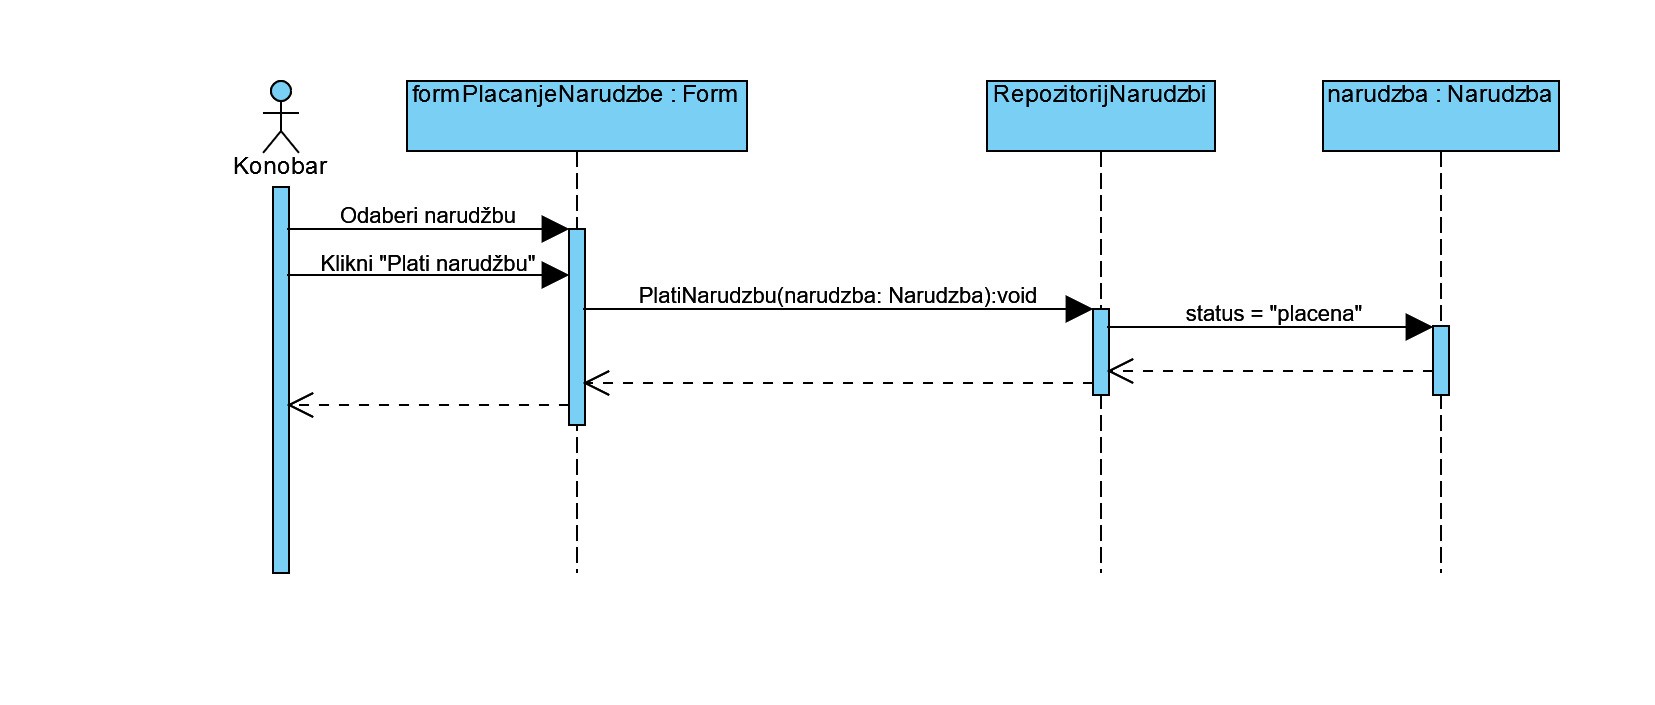 formPlacanjeNarudzbe : Form
RepozitorijNarudzbi
narudzba : Narudzba
Konobar
Odaberi narudžbu
Klikni "Plati narudžbu"
PlatiNarudzbu(narudzba: Narudzba):void
status = "placena"